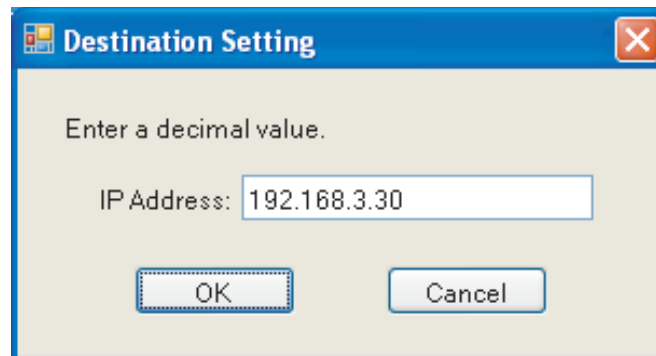 Destination Setting
Enter a decimal value.
IP Address: 192.168.3.30
OK Cancel